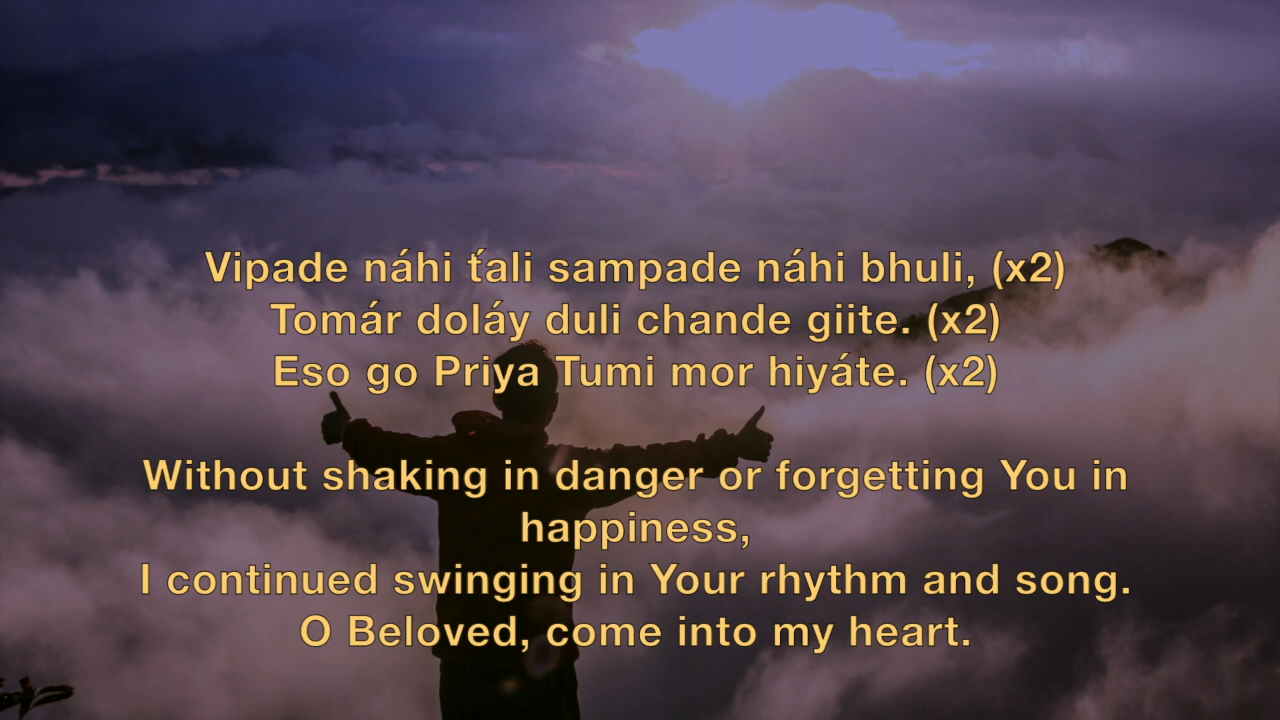 Vipade náhi t́ali sampade náhi bhuli, (x2)
Tomár doláy duli chande giite. (x2)
Eso go Priya Tumi mor hiyáte. (x2)
Without shaking in danger or forgetting You in
happiness,
I continued swinging in Your rhythm and song.
O Beloved, come into my heart.